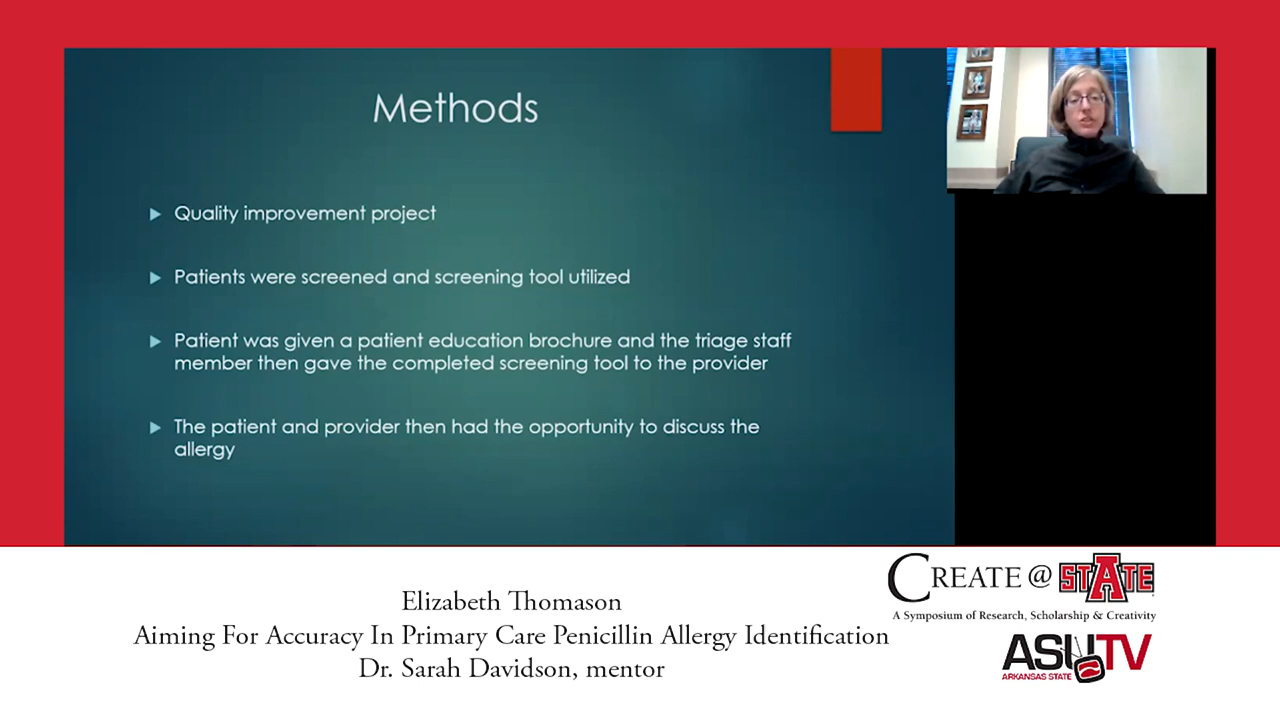 Methods
Quality improvement project
Patients were screened and screening tool utilized
Patient was given a patient education brochure and the triage staff
member then gave the completed screening tool to the provider
The patient and provider then had the opportunity to discuss the
allergy
Elizabeth Thomason
Aiming For Accuracy In Primary Care Penicillin Allergy Identification
Dr. Sarah Davidson, mentor
CREATE @ STATE
A Symposium of Research, Scholarship & Creativity
ASU TV
ARKANSAS STATE